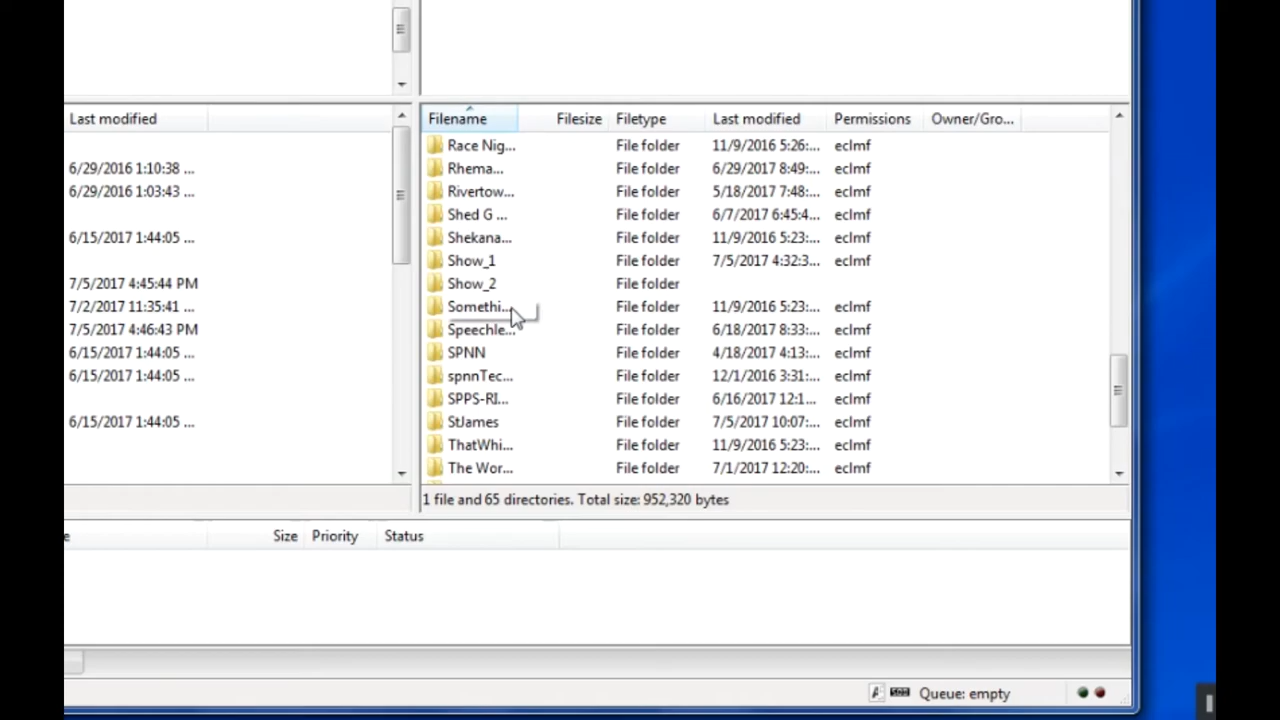 Last modified
6/29/2016 1:10:38 ...
6/29/2016 1:03:43 ...
6/15/2017 1:44:05 ...
7/5/2017 4:45:44 PM
7/2/2017 11:35:41 ...
7/5/2017 4:46:43 PM
6/15/2017 1:44:05 ...
6/15/2017 1:44:05 ...
6/15/2017 1:44:05 ...
Filename Filesize Filetype Last modified Permissions Owner/Gro...
Race Nig... File folder 11/9/2016 5:26:... eclmf
Rhema... File folder 6/29/2017 8:49:... eclmf
Rivertow... File folder 5/18/2017 7:48:... eclmf
Shed G ... File folder 6/7/2017 6:45:4... eclmf
Shekana... File folder 11/9/2016 5:23:... eclmf
Show_1 File folder 7/5/2017 4:32:3... eclmf
Show_2 File folder
Somethi... File folder 11/9/2016 5:23:... eclmf
Speechle... File folder 6/18/2017 8:33:... eclmf
SPNN File folder 4/18/2017 4:13:... eclmf
spnnTec... File folder 12/1/2016 3:31:... eclmf
SPPS-RI... File folder 6/16/2017 12:1... eclmf
StJames File folder 7/5/2017 10:07:... eclmf
ThatWhi... File folder 11/9/2016 5:23:... eclmf
The Wor... File folder 7/1/2017 12:20:... eclmf
1 file and 65 directories. Total size: 952,320 bytes
e Size Priority Status
Queue: empty